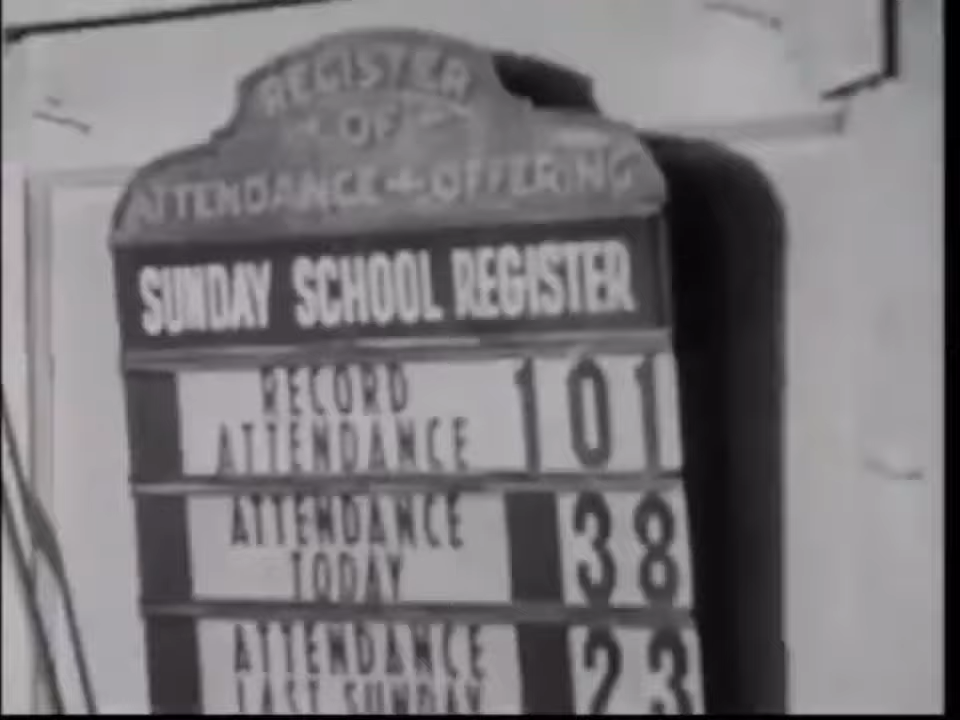 REGISTER
OF
ATTENDANCE + OFFERING
SUNDAY SCHOOL REGISTER
RECORD
ATTENDANCE 101
ATTENDANCE
TODAY 38
ATTENDANCE
LAST SUNDAY 23